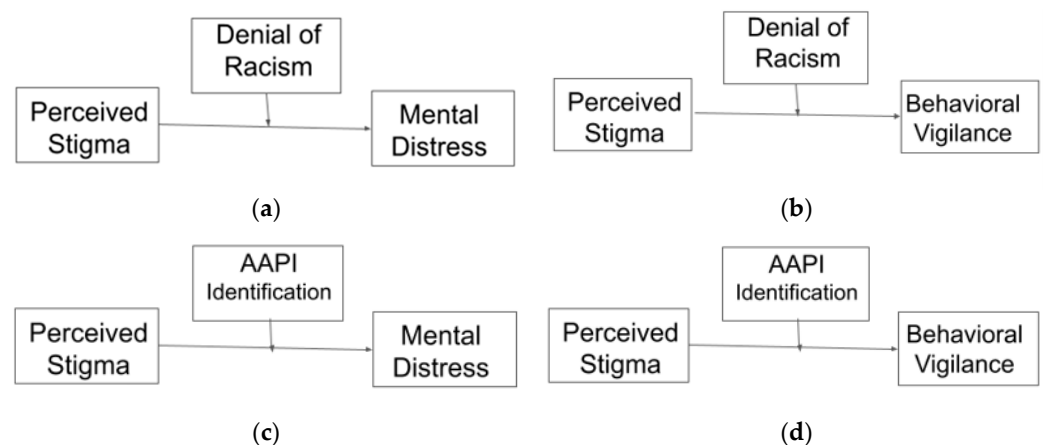 Denial of
Racism
Perceived
Stigma
Mental
Distress
(a)
Denial of
Racism
Perceived
Stigma
Behavioral
Vigilance
(b)
AAPI
Identification
Perceived
Stigma
Mental
Distress
(c)
AAPI
Identification
Perceived
Stigma
Behavioral
Vigilance
(d)